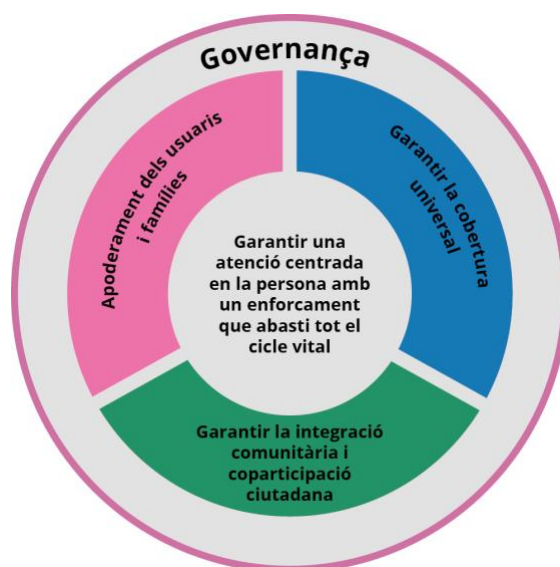 Governança
Apoderament dels usuaris
i famílies
Garantir la cobertura
universal
Garantir una
atenció centrada
en la persona amb
un enforcament
que abasti tot el
cicle vital
Garantir la integració
comunitària i
coparticipació
ciutadana